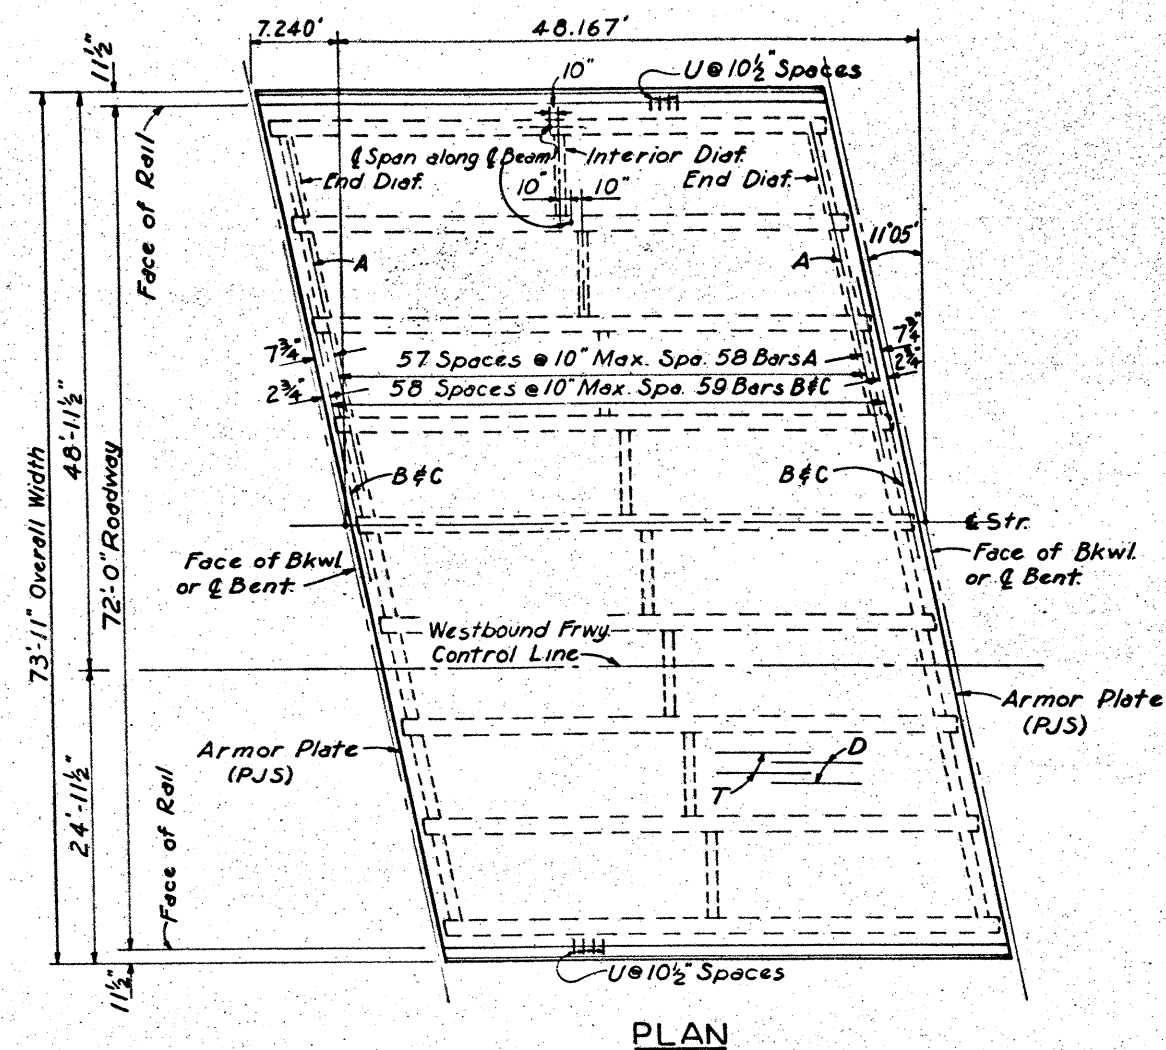 7.240'
48.167'
11½"
10"
U @ 10½" Spaces
Face of Rail
℄ Span along ℄ Beam
Interior Diaf.
End Diaf.
End Diaf.
10"
10"
11°05'
A
A
7¾"
57 Spaces @ 10" Max. Spa. 58 Bars A
7¾"
2¾"
58 Spaces @ 10" Max. Spa. 59 Bars B&C
2¾"
48'-11½"
73'-11" Overall Width
72'-0" Roadway
B&C
B&C
℄ Str.
Face of Bkwl.
or ℄ Bent.
Face of Bkwl.
or ℄ Bent.
Westbound Frwy.
Control Line
Armor Plate
(PJS)
Armor Plate
(PJS)
D
T
24'-11½"
Face of Rail
11½"
U @ 10½" Spaces
PLAN